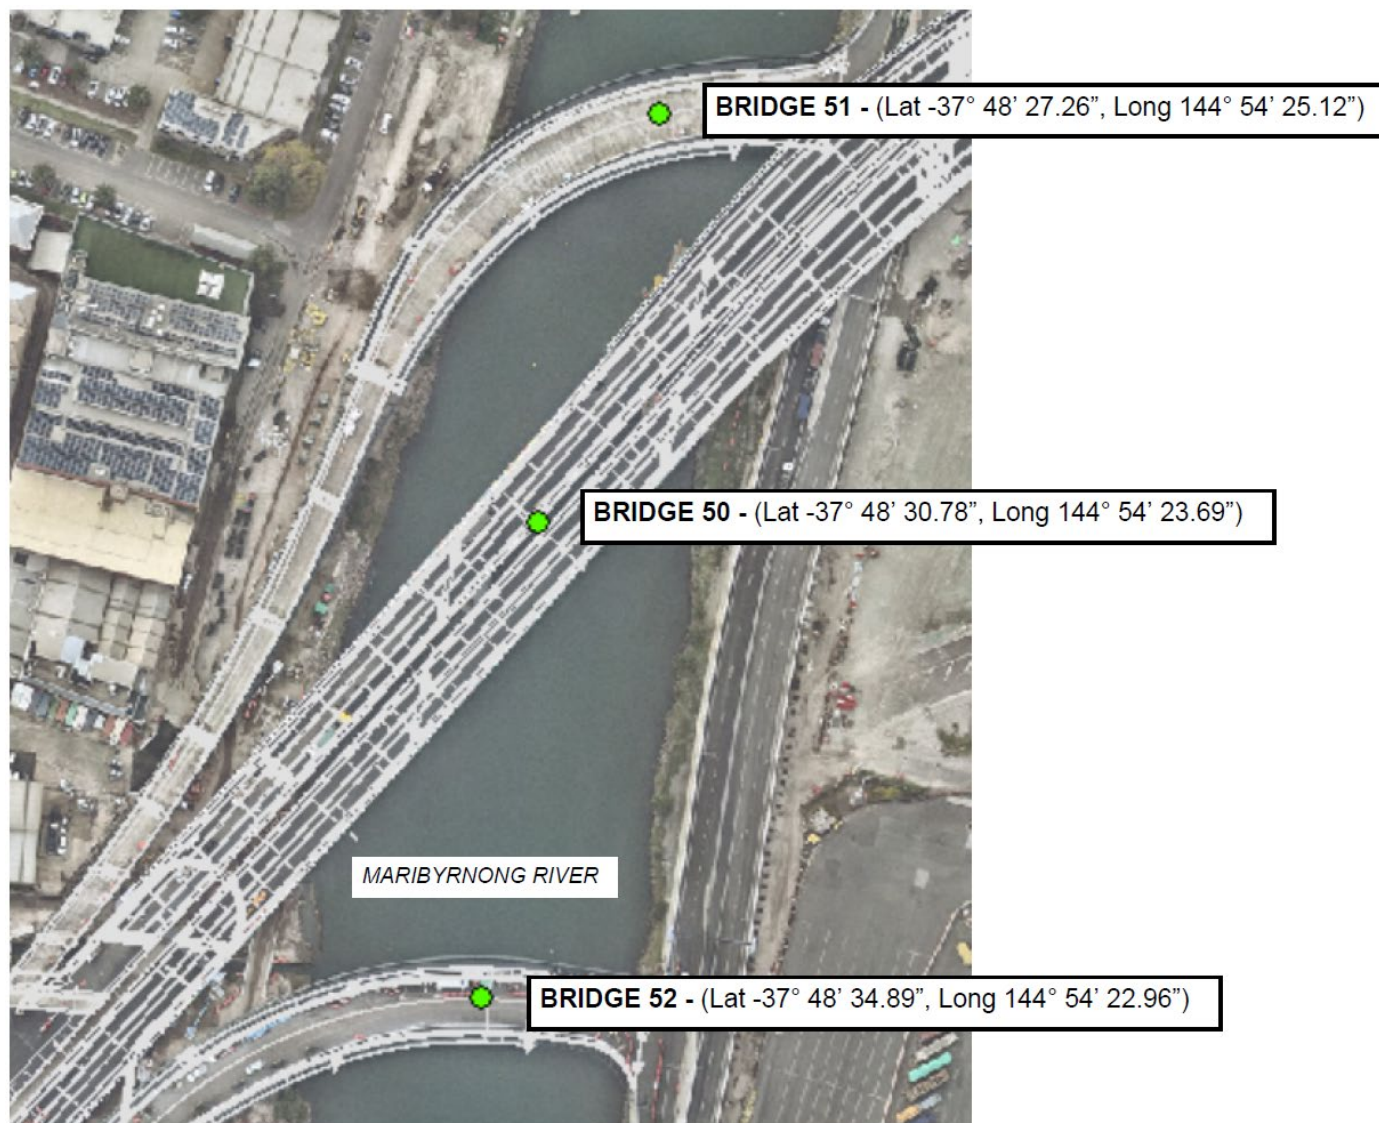 BRIDGE 51 - (Lat -37° 48’ 27.26”, Long 144° 54’ 25.12”)
BRIDGE 50 - (Lat -37° 48’ 30.78”, Long 144° 54’ 23.69”)
MARIBYRNONG RIVER
BRIDGE 52 - (Lat -37° 48’ 34.89”, Long 144° 54’ 22.96”)